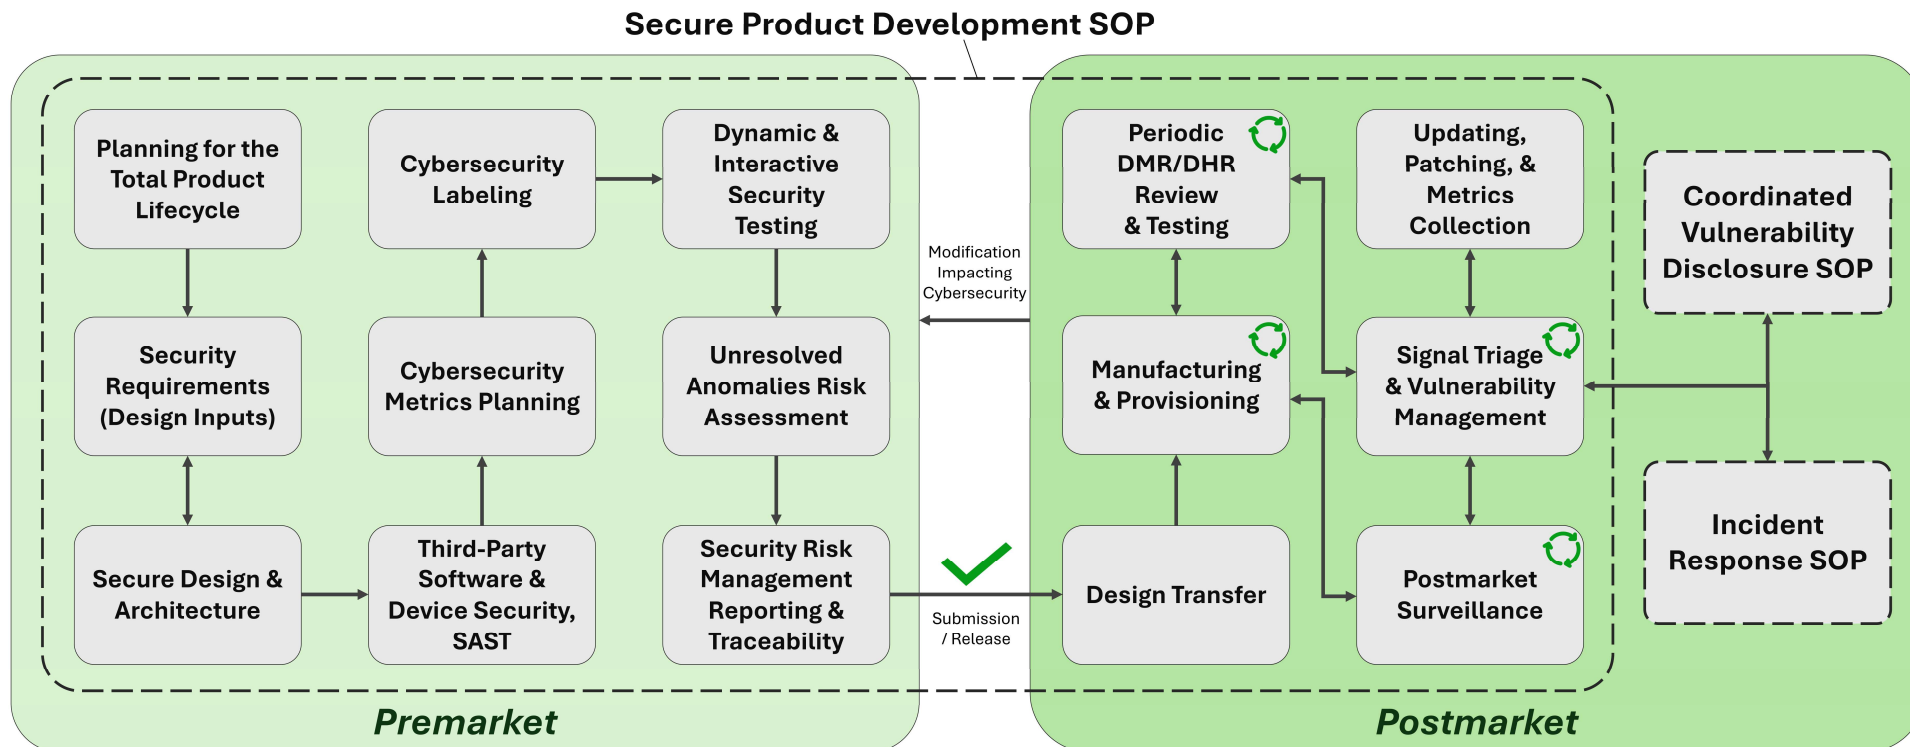 Secure Product Development SOP
Planning for the
Total Product
Lifecycle
Security
Requirements
(Design Inputs)
Secure Design &
Architecture
Third-Party
Software &
Device Security,
SAST
Cybersecurity
Metrics Planning
Cybersecurity
Labeling
Dynamic &
Interactive
Security
Testing
Unresolved
Anomalies Risk
Assessment
Security Risk
Management
Reporting &
Traceability
Premarket
Modification
Impacting
Cybersecurity
Submission
/ Release
Design Transfer
Manufacturing
& Provisioning
Periodic
DMR/DHR
Review
& Testing
Updating,
Patching, &
Metrics
Collection
Signal Triage
& Vulnerability
Management
Postmarket
Surveillance
Coordinated
Vulnerability
Disclosure SOP
Incident
Response SOP
Postmarket